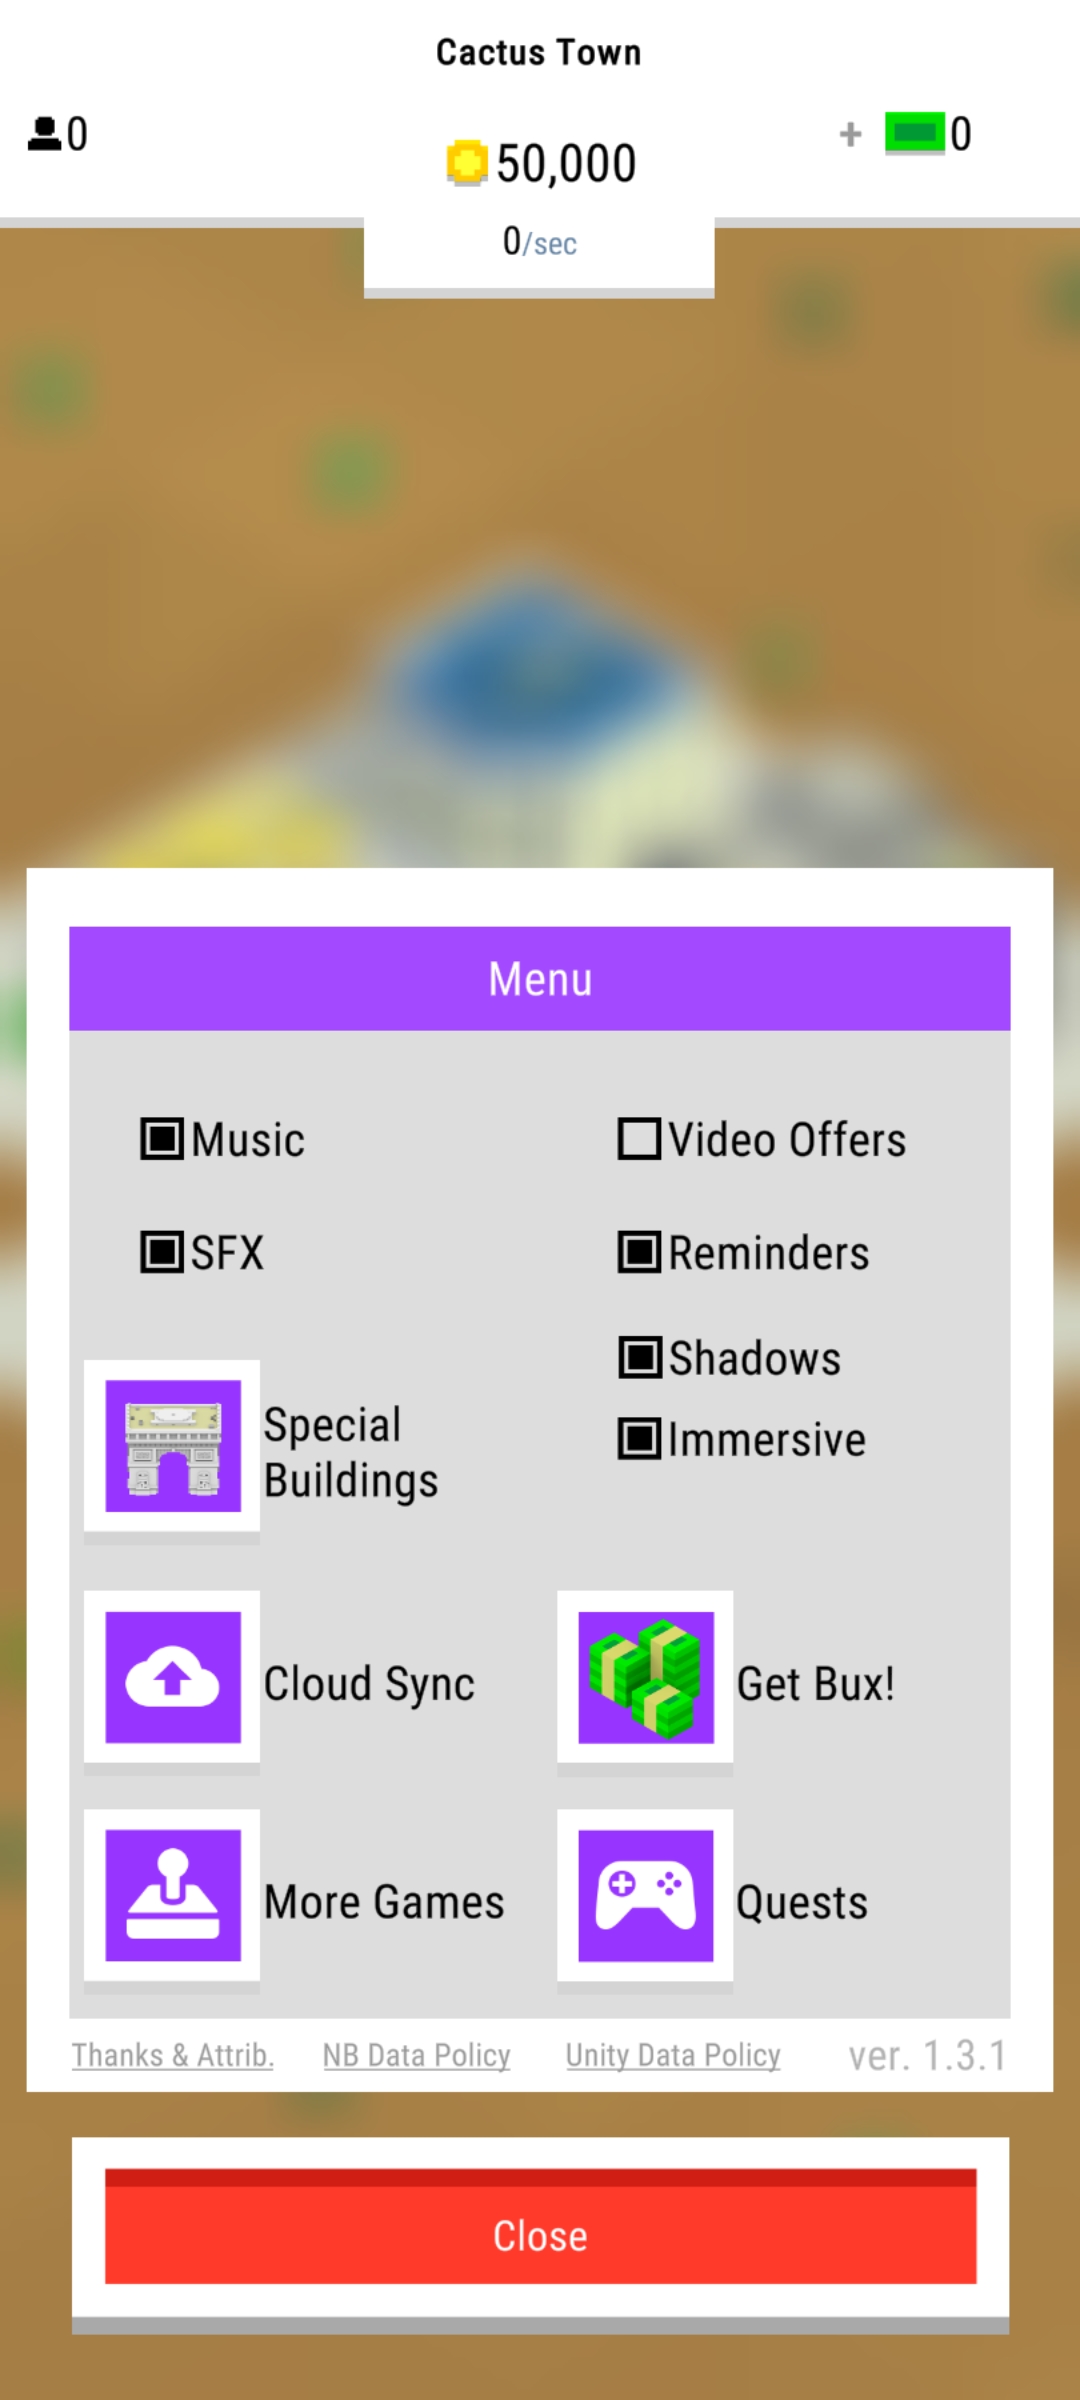 Cactus Town
0
50,000
+ 0
0/sec
Menu
Music
Video Offers
SFX
Reminders
Shadows
Immersive
Special
Buildings
Cloud Sync
Get Bux!
More Games
Quests
Thanks & Attrib.
NB Data Policy
Unity Data Policy
ver. 1.3.1
Close